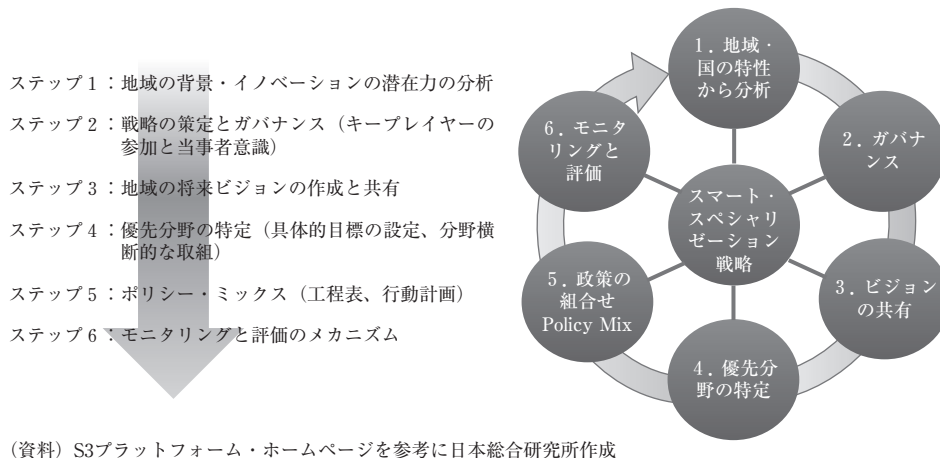 ステップ1：地域の背景・イノベーションの潜在力の分析
ステップ2：戦略の策定とガバナンス（キープレイヤーの
参加と当事者意識）
ステップ3：地域の将来ビジョンの作成と共有
ステップ4：優先分野の特定（具体的目標の設定、分野横
断的な取組）
ステップ5：ポリシー・ミックス（工程表、行動計画）
ステップ6：モニタリングと評価のメカニズム
1．地域・
国の特性
から分析
2．ガバナ
ンス
3．ビジョン
の共有
4．優先分
野の特定
5．政策の
組合せ
Policy Mix
6．モニタ
リングと
評価
スマート・
スペシャリ
ゼーション
戦略
（資料）S3プラットフォーム・ホームページを参考に日本総合研究所作成